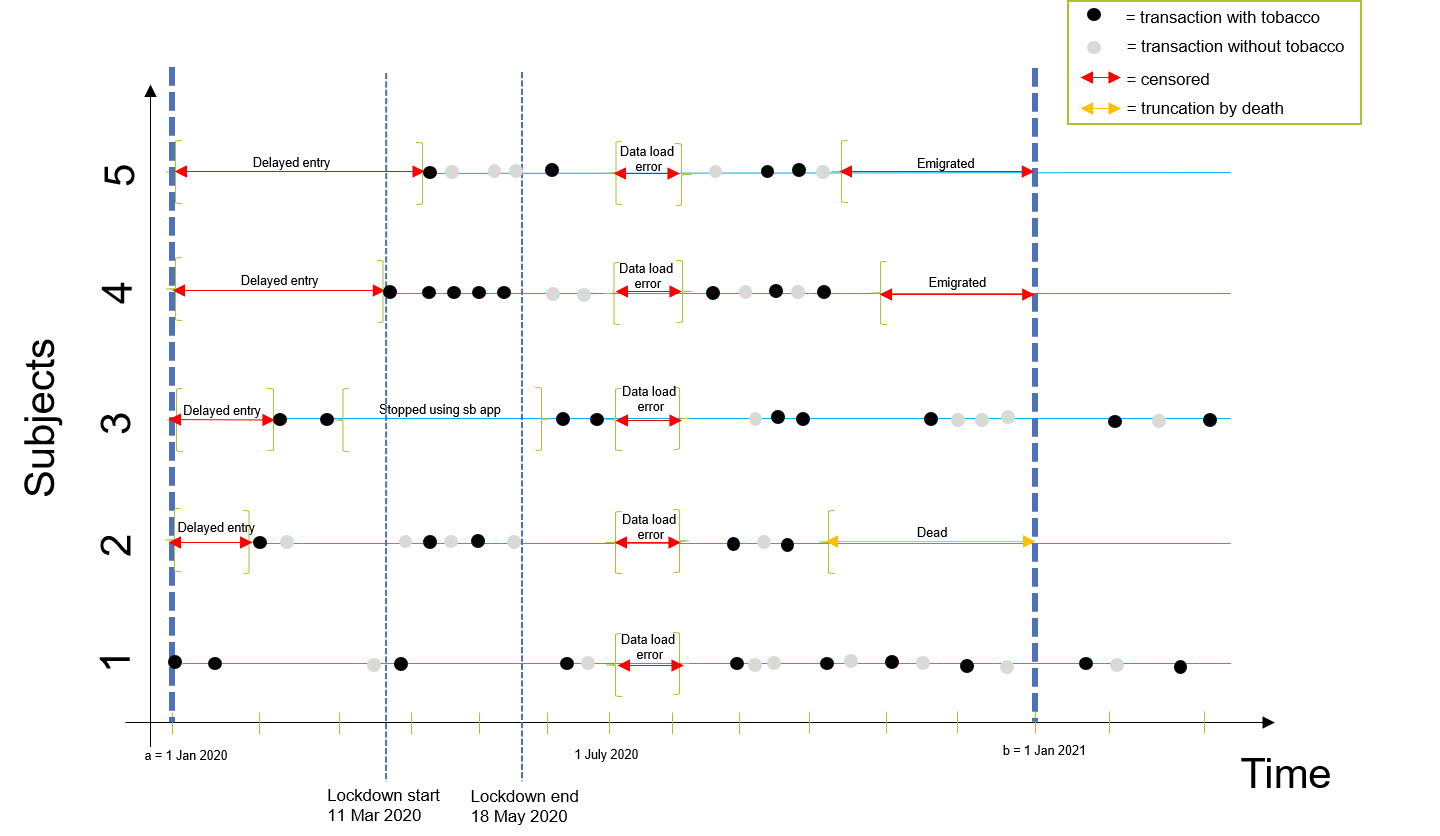 = transaction with tobacco
= transaction without tobacco
= censored
= truncation by death
Subjects
5
Delayed entry
Data load
error
Emigrated
4
Delayed entry
Data load
error
Emigrated
3
Delayed entry
Stopped using sb app
Data load
error
2
Delayed entry
Data load
error
Dead
1
Data load
error
a = 1 Jan 2020
1 July 2020
b = 1 Jan 2021
Time
Lockdown start
11 Mar 2020
Lockdown end
18 May 2020